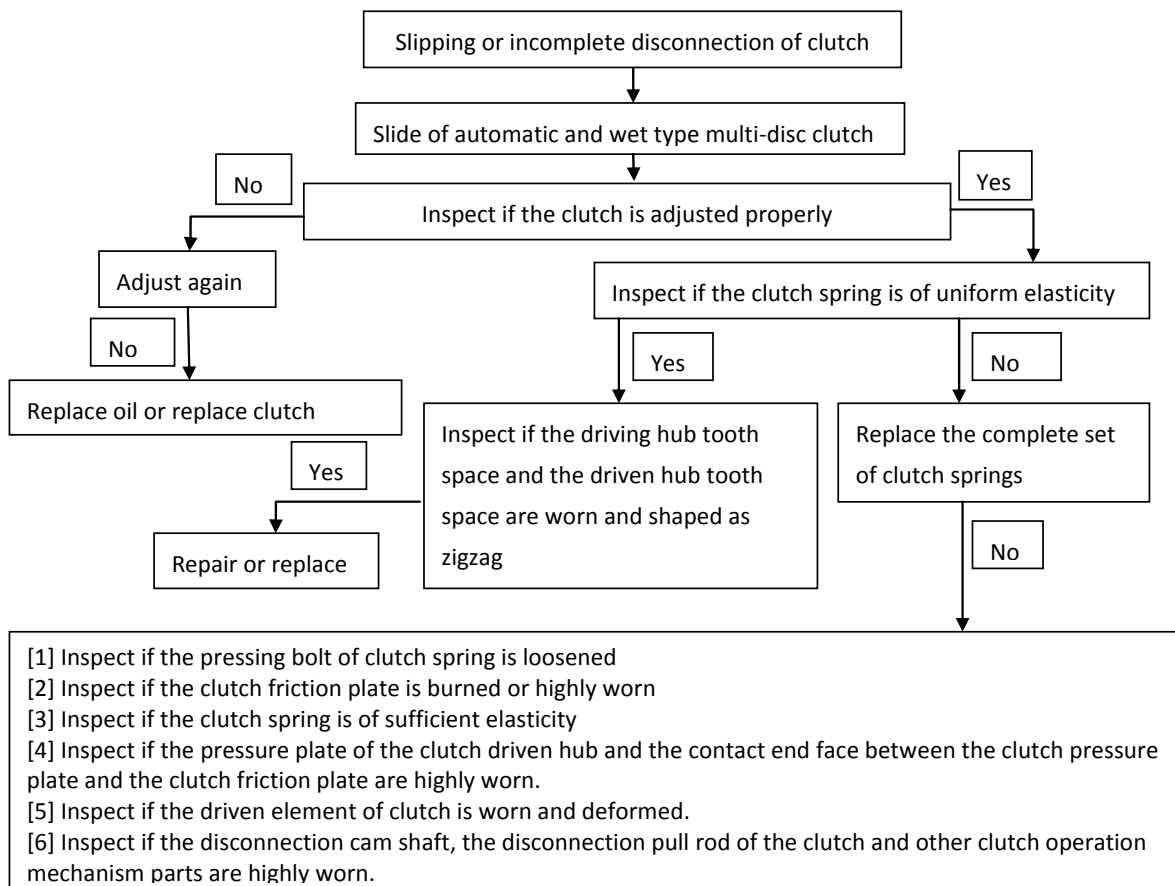 Slipping or incomplete disconnection of clutch
Slide of automatic and wet type multi-disc clutch
No
Yes
Inspect if the clutch is adjusted properly
Adjust again
Inspect if the clutch spring is of uniform elasticity
No
Yes
No
Replace oil or replace clutch
Inspect if the driving hub tooth
space and the driven hub tooth
space are worn and shaped as
zigzag
Replace the complete set
of clutch springs
Yes
Repair or replace
No
[1] Inspect if the pressing bolt of clutch spring is loosened
[2] Inspect if the clutch friction plate is burned or highly worn
[3] Inspect if the clutch spring is of sufficient elasticity
[4] Inspect if the pressure plate of the clutch driven hub and the contact end face between the clutch pressure
plate and the clutch friction plate are highly worn.
[5] Inspect if the driven element of clutch is worn and deformed.
[6] Inspect if the disconnection cam shaft, the disconnection pull rod of the clutch and other clutch operation
mechanism parts are highly worn.